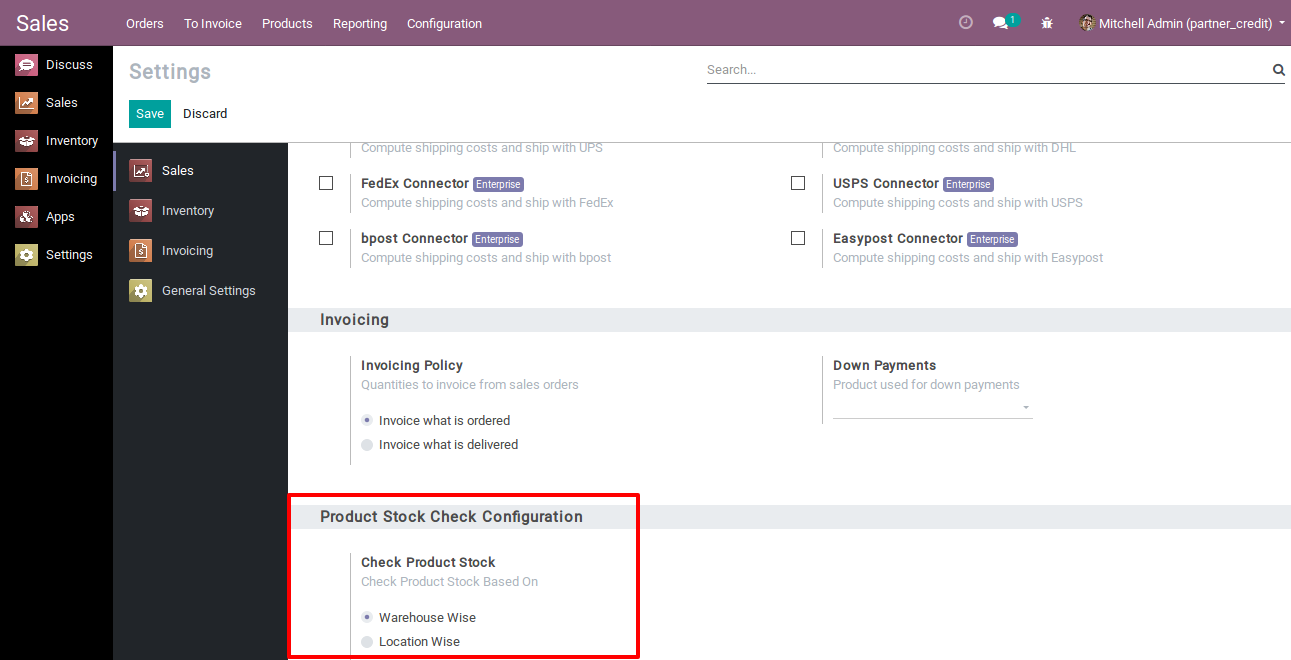 Sales
Orders To Invoice Products Reporting Configuration
1
Mitchell Admin (partner_credit)
Discuss
Sales
Inventory
Invoicing
Apps
Settings
Settings
Search...
Save Discard
Sales
Inventory
Invoicing
General Settings
Compute shipping costs and ship with UPS
Compute shipping costs and ship with DHL
FedEx Connector Enterprise
Compute shipping costs and ship with FedEx
USPS Connector Enterprise
Compute shipping costs and ship with USPS
bpost Connector Enterprise
Compute shipping costs and ship with bpost
Easypost Connector Enterprise
Compute shipping costs and ship with Easypost
Invoicing
Invoicing Policy
Quantities to invoice from sales orders
Invoice what is ordered
Invoice what is delivered
Down Payments
Product used for down payments
Product Stock Check Configuration
Check Product Stock
Check Product Stock Based On
Warehouse Wise
Location Wise